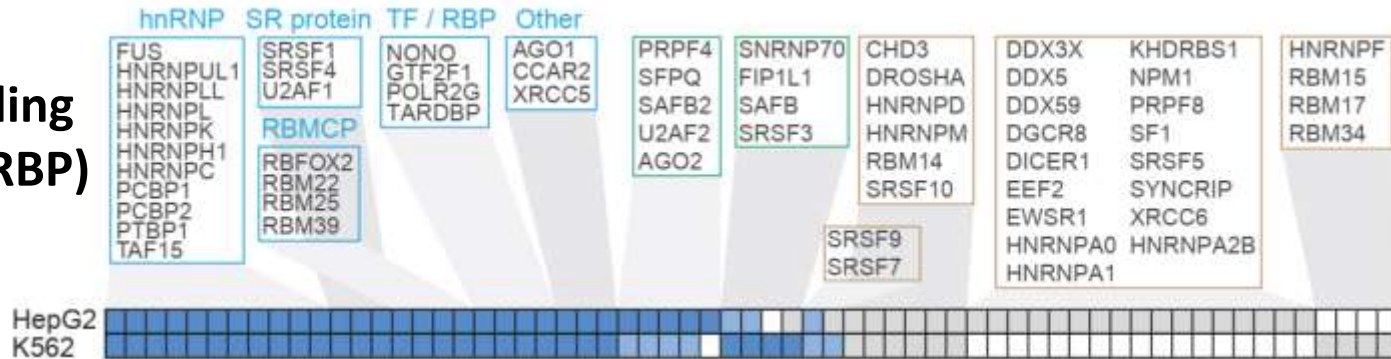 hnRNP SR protein TF / RBP Other
ding
RBP)
FUS
HNRNPUL1
HNRNPLL
HNRNPL
HNRNPK
HNRNPH1
HNRNPC
PCBP1
PCBP2
PTBP1
TAF15
SRSF1
SRSF4
U2AF1
RBMCP
RBFOX2
RBM22
RBM25
RBM39
NONO
GTF2F1
POLR2G
TARDBP
AGO1
CCAR2
XRCC5
PRPF4
SFPQ
SAFB2
U2AF2
AGO2
SNRNP70
FIP1L1
SAFB
SRSF3
CHD3
DROSHA
HNRNPD
HNRNPM
RBM14
SRSF10
SRSF9
SRSF7
DDX3X KHDRBS1
DDX5 NPM1
DDX59 PRPF8
DGCR8 SF1
DICER1 SRSF5
EEF2 SYNCRIP
EWSR1 XRCC6
HNRNPA0 HNRNPA2B
HNRNPA1
HNRNPF
RBM15
RBM17
RBM34
HepG2
K562